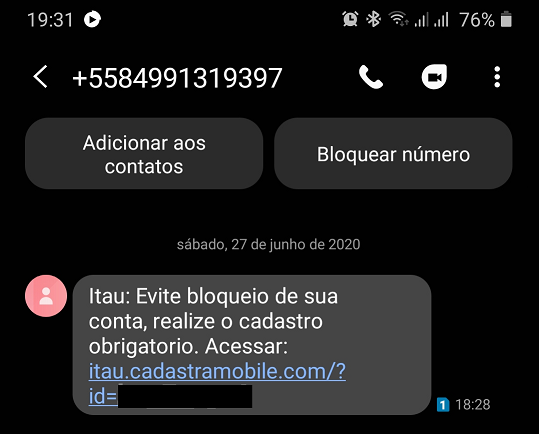 19:31 76%
+5584991319397
Adicionar aos
contatos
Bloquear número
sábado, 27 de junho de 2020
Itau: Evite bloqueio de sua
conta, realize o cadastro
obrigatorio. Acessar:
itau.cadastramobile.com/?
id=
1 18:28